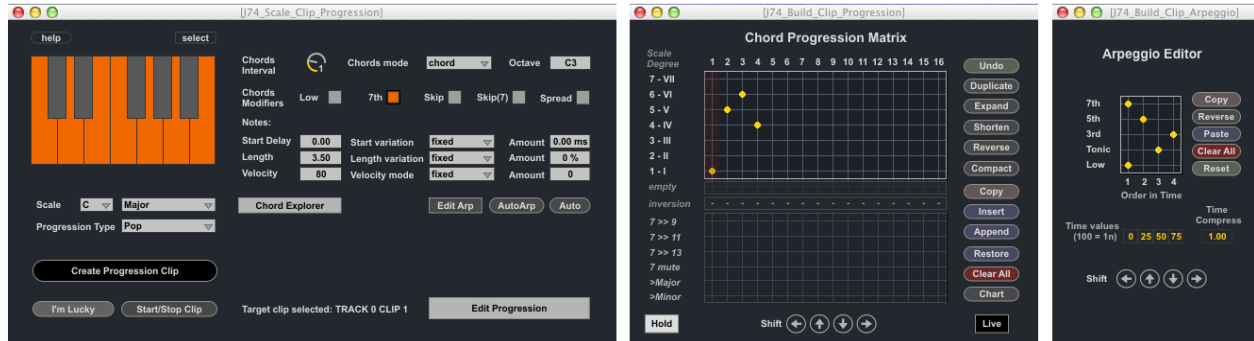 [J74_Scale_Clip_Progression]
help
select
Chords Interval
1
Chords mode
chord
Octave
C3
Chords Modifiers
Low
7th
Skip
Skip(7)
Spread
Notes:
Start Delay
0.00
Start variation
fixed
Amount
0.00 ms
Length
3.50
Length variation
fixed
Amount
0 %
Velocity
80
Velocity mode
fixed
Amount
0
Scale
C
Major
Progression Type
Pop
Chord Explorer
Edit Arp
AutoArp
Auto
Create Progression Clip
I'm Lucky
Start/Stop Clip
Target clip selected: TRACK 0 CLIP 1
Edit Progression
[J74_Build_Clip_Progression]
Chord Progression Matrix
Scale Degree
1 2 3 4 5 6 7 8 9 10 11 12 13 14 15 16
7 - VII
6 - VI
5 - V
4 - IV
3 - III
2 - II
1 - I
empty
inversion
- - - - - - - - - - - - - - - -
7 >> 9
7 >> 11
7 >> 13
7 mute
>Major
>Minor
Undo
Duplicate
Expand
Shorten
Reverse
Compact
Copy
Insert
Append
Restore
Clear All
Chart
Hold
Shift
Live
[J74_Build_Clip_Arpeggio]
Arpeggio Editor
7th
5th
3rd
Tonic
Low
1 2 3 4
Order in Time
Copy
Reverse
Paste
Clear All
Reset
Time values
(100 = 1n)
0 25 50 75
Time Compress
1.00
Shift